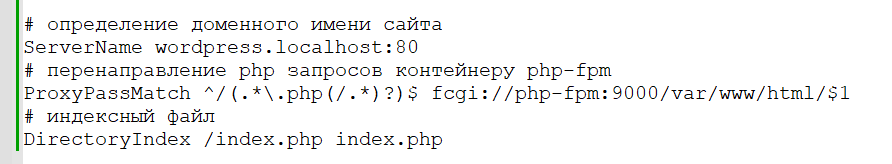 # определение доменного имени сайта
ServerName wordpress.localhost:80
# перенаправление php запросов контейнеру php-fpm
ProxyPassMatch ^/(.*\.php(/.*)?)$ fcgi://php-fpm:9000/var/www/html/$1
# индексный файл
DirectoryIndex /index.php index.php